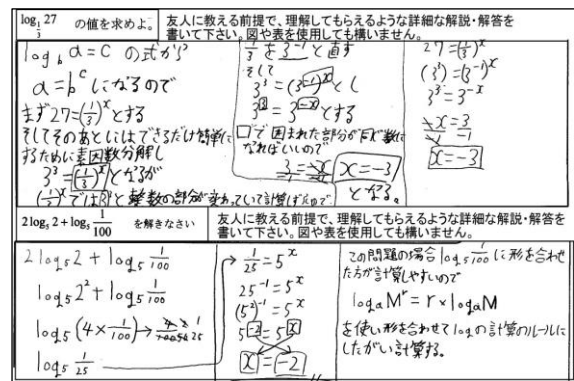 log_{1/3} 27 の値を求めよ。
友人に教える前提で、理解してもらえるような詳細な解説・解答を
書いて下さい。図や表を使用しても構いません。
log_b a = C の式から
a = b^c になるので
まず27=(1/3)^x とする
そしてそのあとにはできるだけ簡単に
するために素因数分解し
3^3 = (1/3)^x となるが
(1/3)^x では3^3と整数の部分が変わっていて計算
1/3 を 3^{-1} と直す
そして
3^3 = (3^{-1})^x とし
3^3 = 3^{-x} とする
□で囲まれた部分が同じ数に
なればいいので
3 = -x
x = -3
となる。
27 = (1/3)^x
(3^3) = (3^{-1})^x
3^3 = 3^{-x}
-x/-1 = 3/-1
x = -3
2log_5 2 + log_5 1/100 を解きなさい
友人に教える前提で、理解してもらえるような詳細な解説・解答を
書いて下さい。図や表を使用しても構いません。
2log_5 2 + log_5 1/100
log_5 2^2 + log_5 1/100
log_5 (4 × 1/100) → 1/25
log_5 1/25
→ 1/25 = 5^x
25^{-1} = 5^x
(5^2)^{-1} = 5^x
5^{-2} = 5^x
x = -2
この問題の場合 log_5 1/100 に形を合わせ
た方が計算しやすいので
log_a M^r = r × log_a M
を使い形を合わせて log の計算のルールに
したがい計算する。